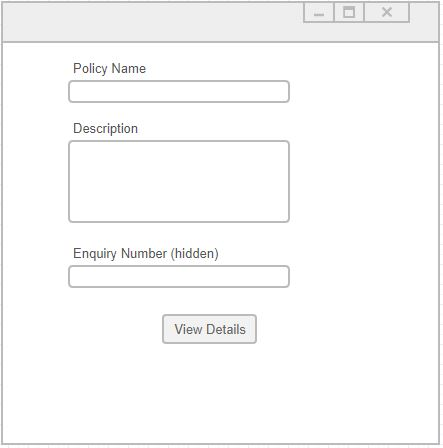 Policy Name
Description
Enquiry Number (hidden)
View Details